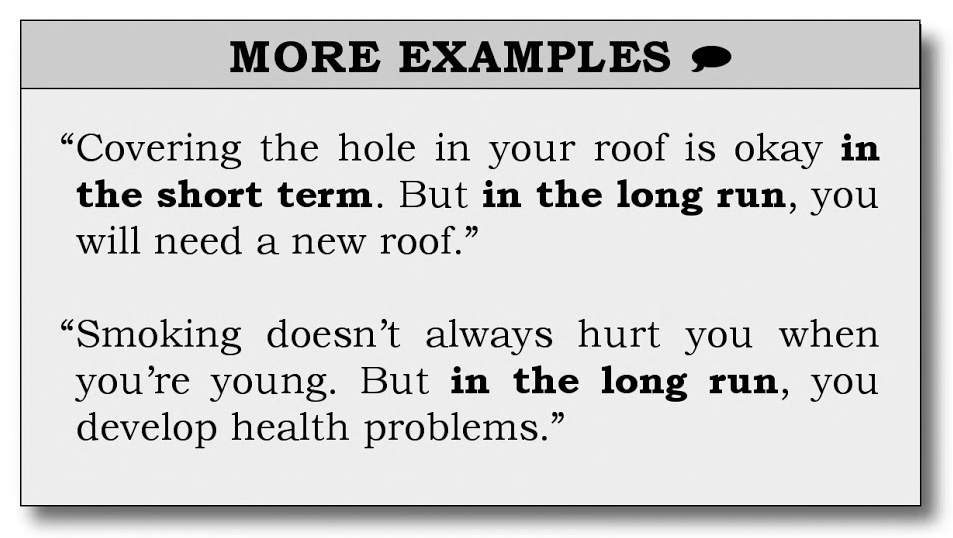 MORE EXAMPLES
“Covering the hole in your roof is okay in
the short term. But in the long run, you
will need a new roof.”
“Smoking doesn’t always hurt you when
you’re young. But in the long run, you
develop health problems.”